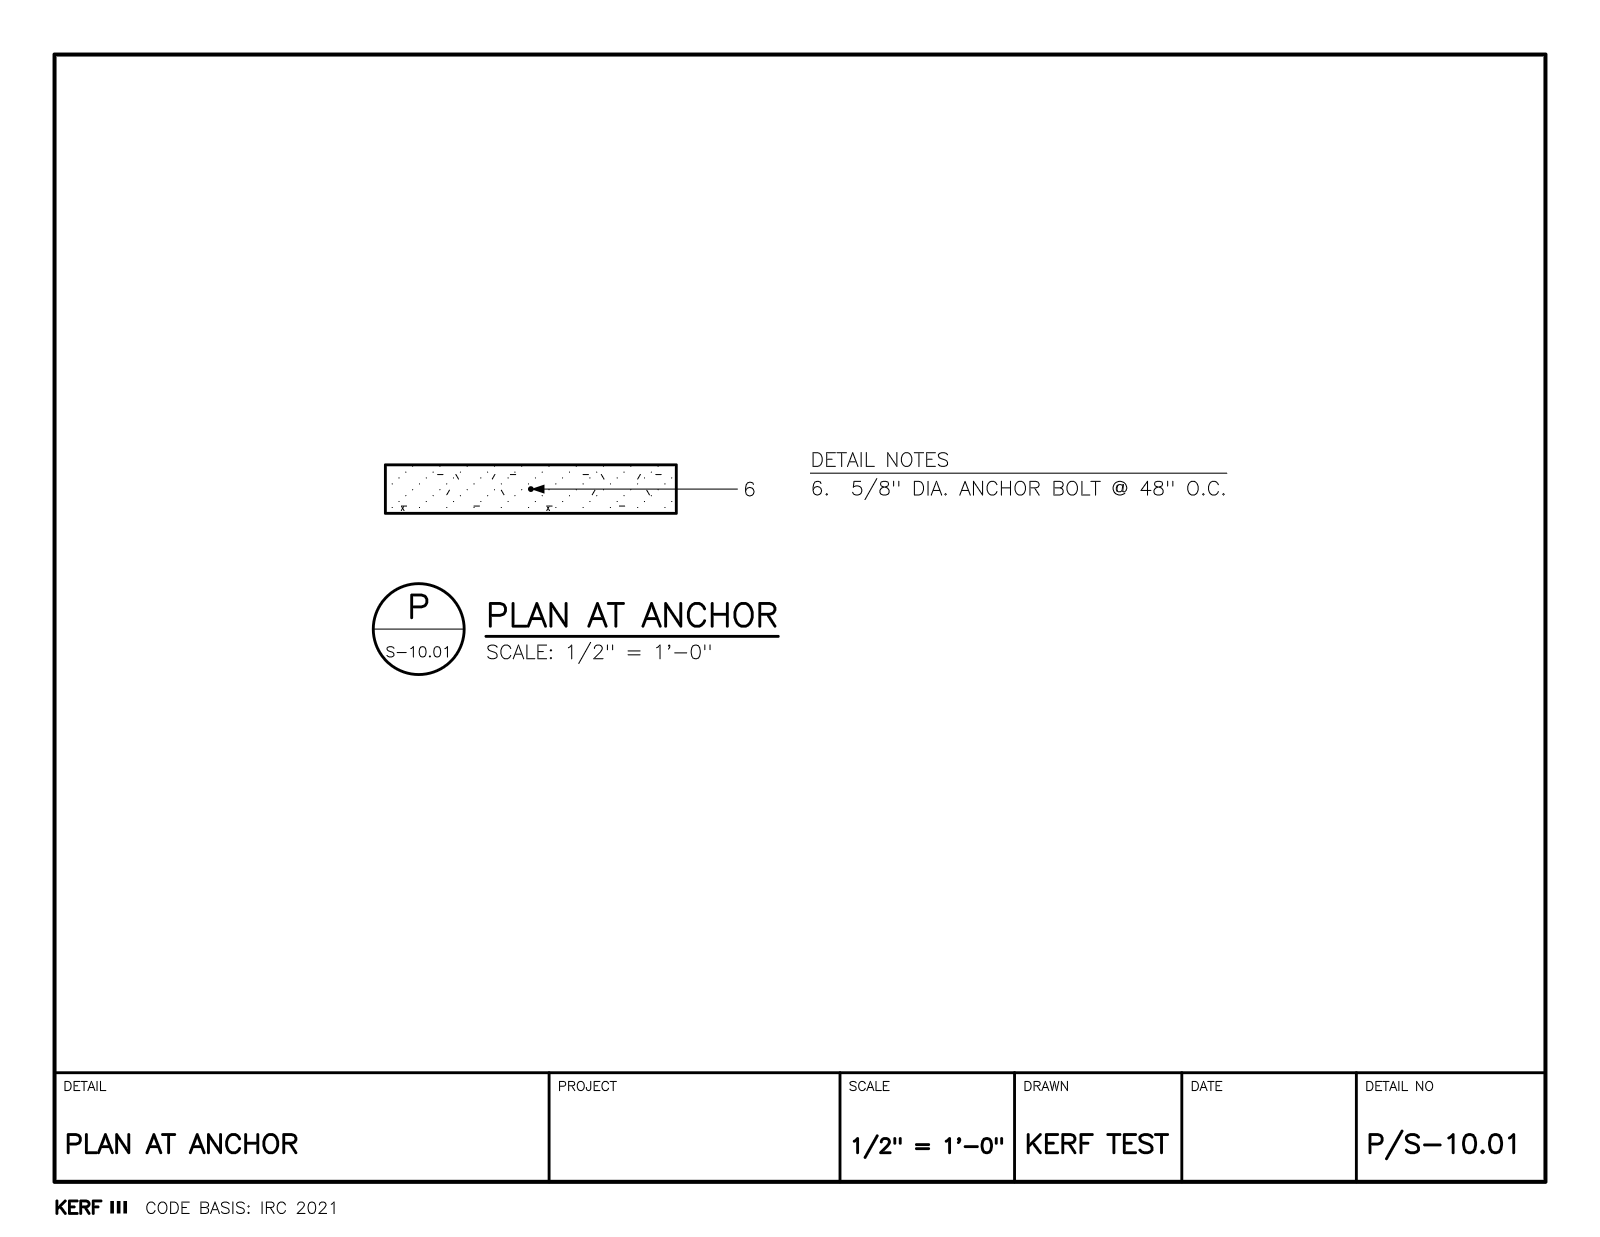 6
DETAIL NOTES
6. 5/8" DIA. ANCHOR BOLT @ 48" O.C.
P
S-10.01
PLAN AT ANCHOR
SCALE: 1/2" = 1'-0"
DETAIL
PLAN AT ANCHOR
PROJECT
SCALE
1/2" = 1'-0"
DRAWN
KERF TEST
DATE
DETAIL NO
P/S-10.01
KERF III CODE BASIS: IRC 2021